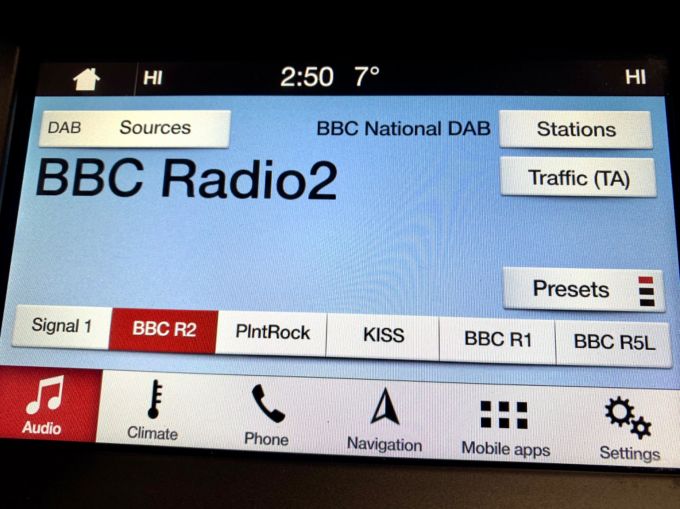 HI 2:50 7° HI
DAB Sources BBC National DAB Stations
BBC Radio2
Traffic (TA)
Presets
Signal 1 BBC R2 PlntRock KISS BBC R1 BBC R5L
Audio Climate Phone Navigation Mobile apps Settings